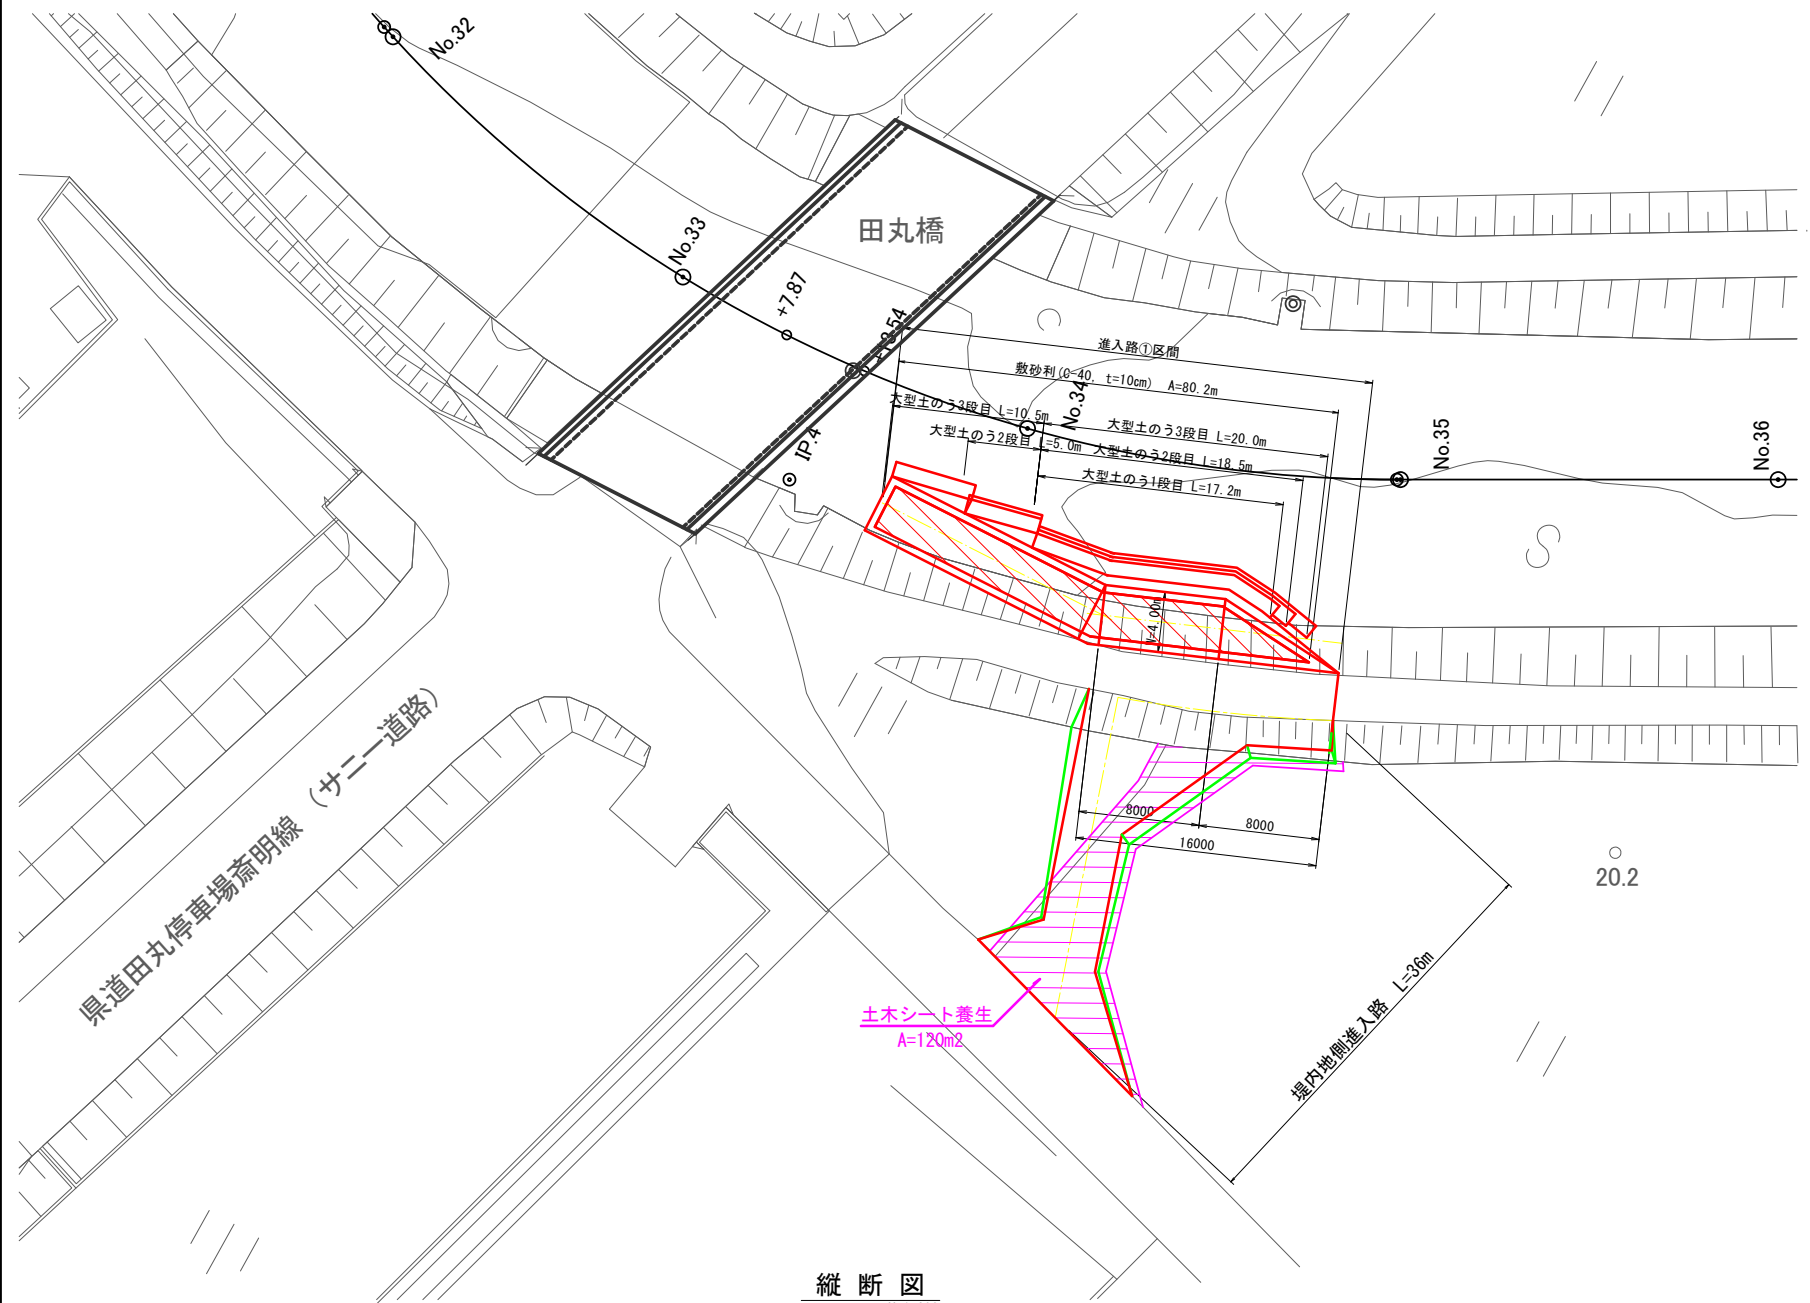 No.32
No.33
田丸橋
+7.87
+13.54
IP.4
No.34
No.35
No.36
進入路①区間
敷砂利(C-40, t=10cm) A=80.2m
大型土のう3段目 L=10.5m
大型土のう3段目 L=20.0m
大型土のう2段目 L=5.0m
大型土のう2段目 L=18.5m
大型土のう1段目 L=17.2m
W=4.00m
8000
8000
16000
20.2
県道田丸停車場斎明線（サニー道路）
土木シート養生
A=120m2
堤内地側進入路 L=36m
縦断図